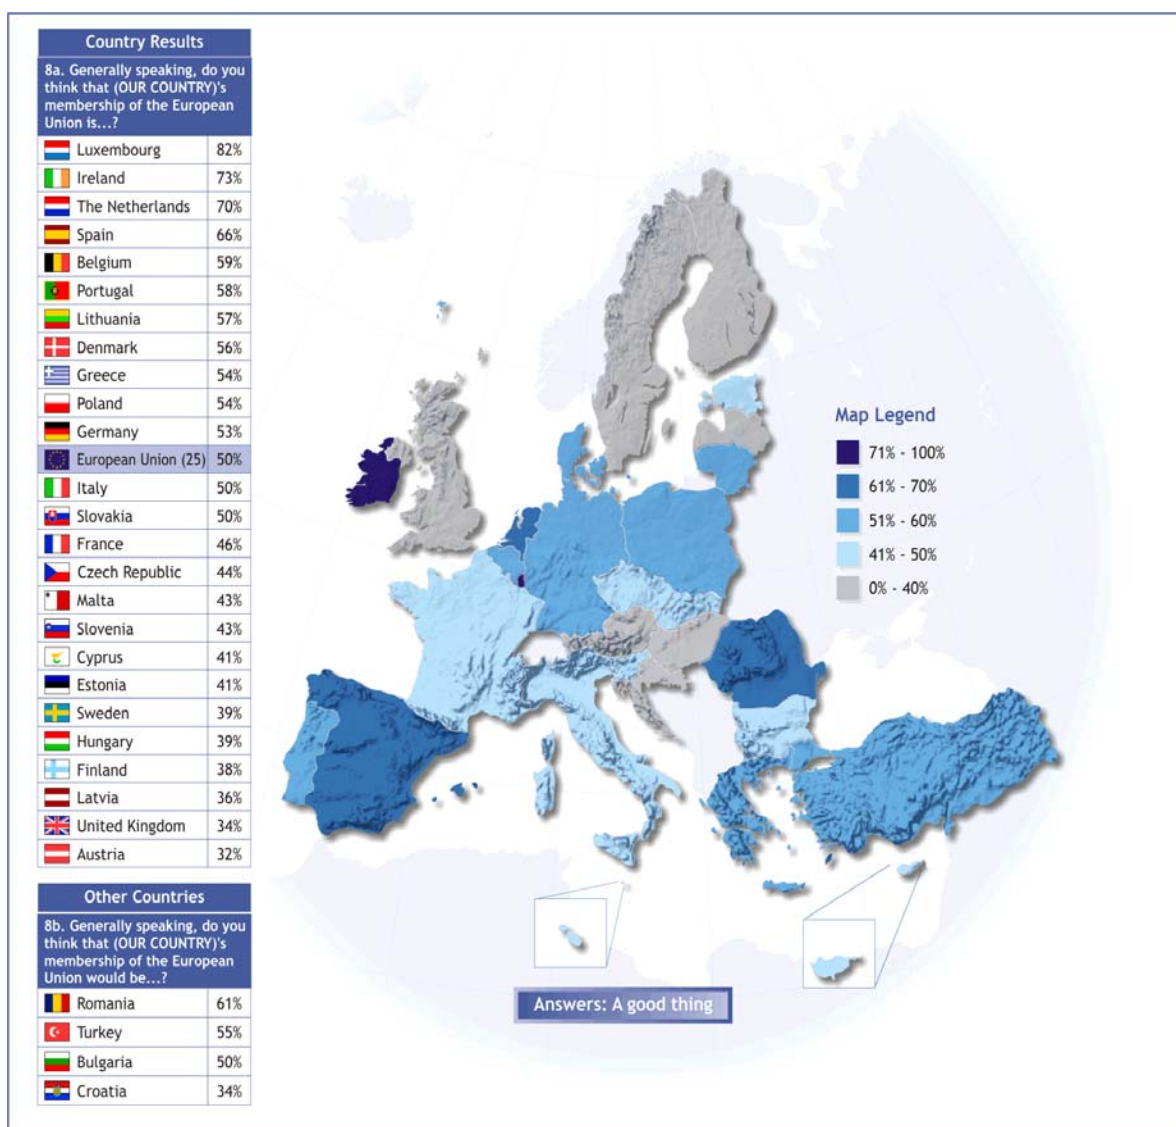 Country Results
8a. Generally speaking, do you
think that (OUR COUNTRY)'s
membership of the European
Union is...?
Luxembourg 82%
Ireland 73%
The Netherlands 70%
Spain 66%
Belgium 59%
Portugal 58%
Lithuania 57%
Denmark 56%
Greece 54%
Poland 54%
Germany 53%
European Union (25) 50%
Italy 50%
Slovakia 50%
France 46%
Czech Republic 44%
Malta 43%
Slovenia 43%
Cyprus 41%
Estonia 41%
Sweden 39%
Hungary 39%
Finland 38%
Latvia 36%
United Kingdom 34%
Austria 32%
Other Countries
8b. Generally speaking, do you
think that (OUR COUNTRY)'s
membership of the European
Union would be...?
Romania 61%
Turkey 55%
Bulgaria 50%
Croatia 34%
Map Legend
71% - 100%
61% - 70%
51% - 60%
41% - 50%
0% - 40%
Answers: A good thing